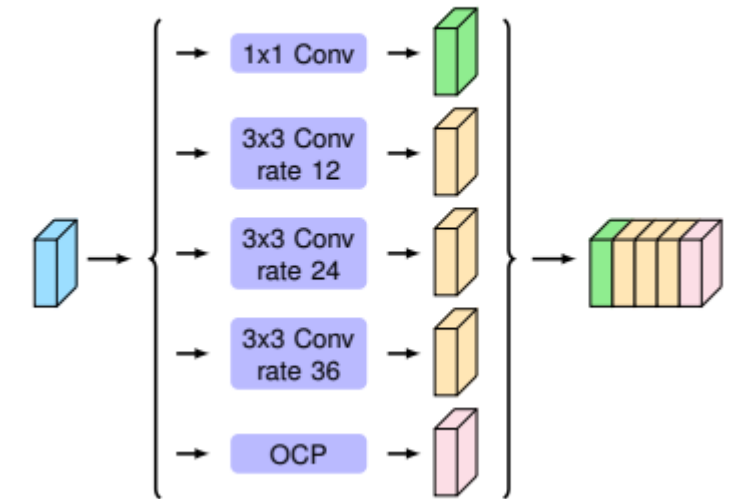 1x1 Conv
3x3 Conv
rate 12
3x3 Conv
rate 24
3x3 Conv
rate 36
OCP